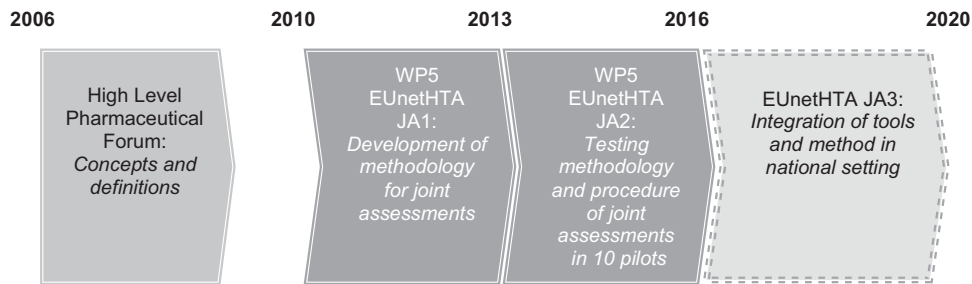 2006 2010 2013 2016 2020
High Level
Pharmaceutical
Forum:
Concepts and
definitions
WP5
EUnetHTA
JA1:
Development of
methodology
for joint
assessments
WP5
EUnetHTA
JA2:
Testing
methodology
and procedure
of joint
assessments
in 10 pilots
EUnetHTA JA3:
Integration of tools
and method in
national setting